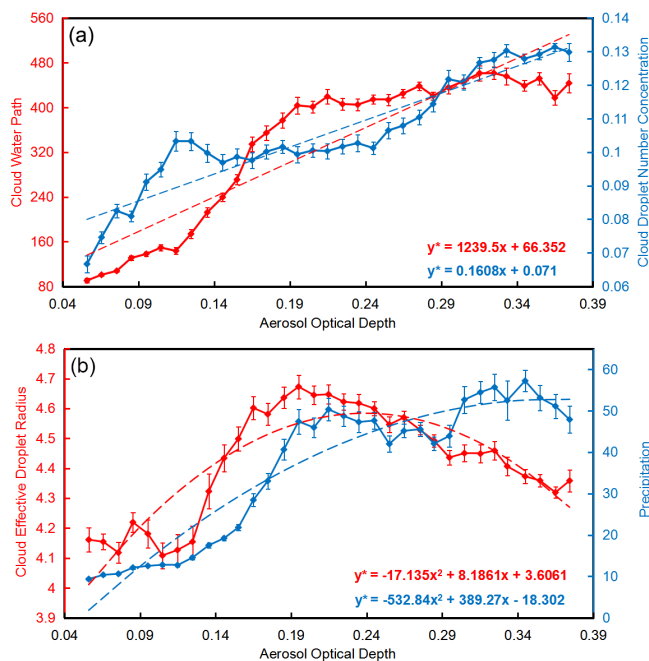 (a)
560
480
400
320
240
160
80
Cloud Water Path
0.14
0.13
0.12
0.11
0.1
0.09
0.08
0.07
0.06
Cloud Droplet Number Concentration
y* = 1239.5x + 66.352
y* = 0.1608x + 0.071
0.04 0.09 0.14 0.19 0.24 0.29 0.34 0.39
Aerosol Optical Depth
(b)
4.8
4.7
4.6
4.5
4.4
4.3
4.2
4.1
4
3.9
Cloud Effective Droplet Radius
60
50
40
30
20
10
0
Precipitation
y* = -17.135x² + 8.1861x + 3.6061
y* = -532.84x² + 389.27x - 18.302
0.04 0.09 0.14 0.19 0.24 0.29 0.34 0.39
Aerosol Optical Depth